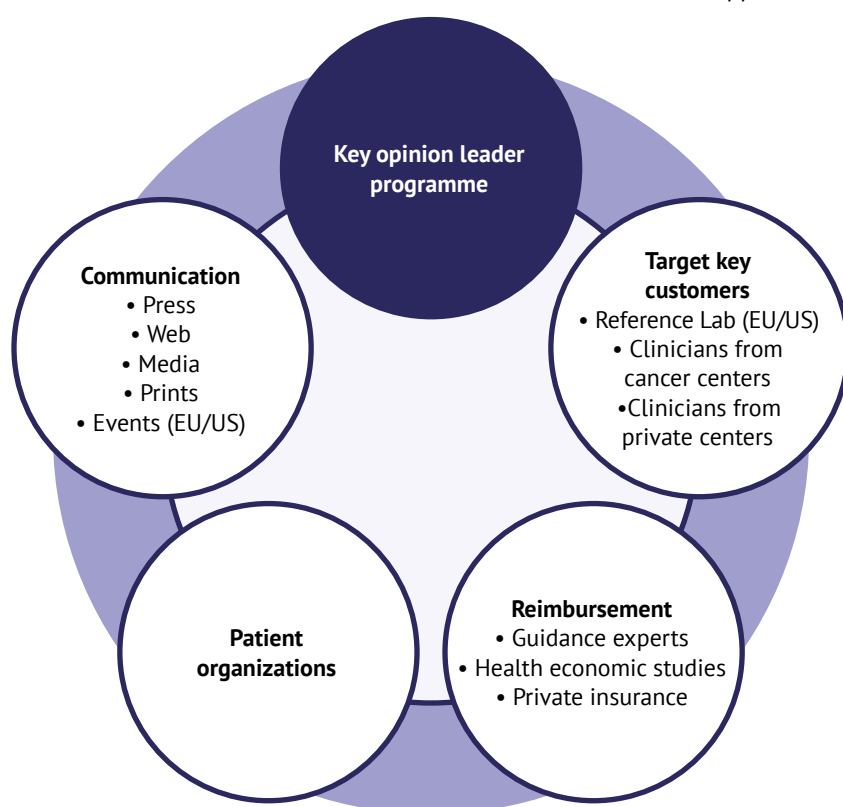 Key opinion leader
programme
Communication
• Press
• Web
• Media
• Prints
• Events (EU/US)
Target key
customers
• Reference Lab (EU/US)
• Clinicians from
cancer centers
•Clinicians from
private centers
Patient
organizations
Reimbursement
• Guidance experts
• Health economic studies
• Private insurance